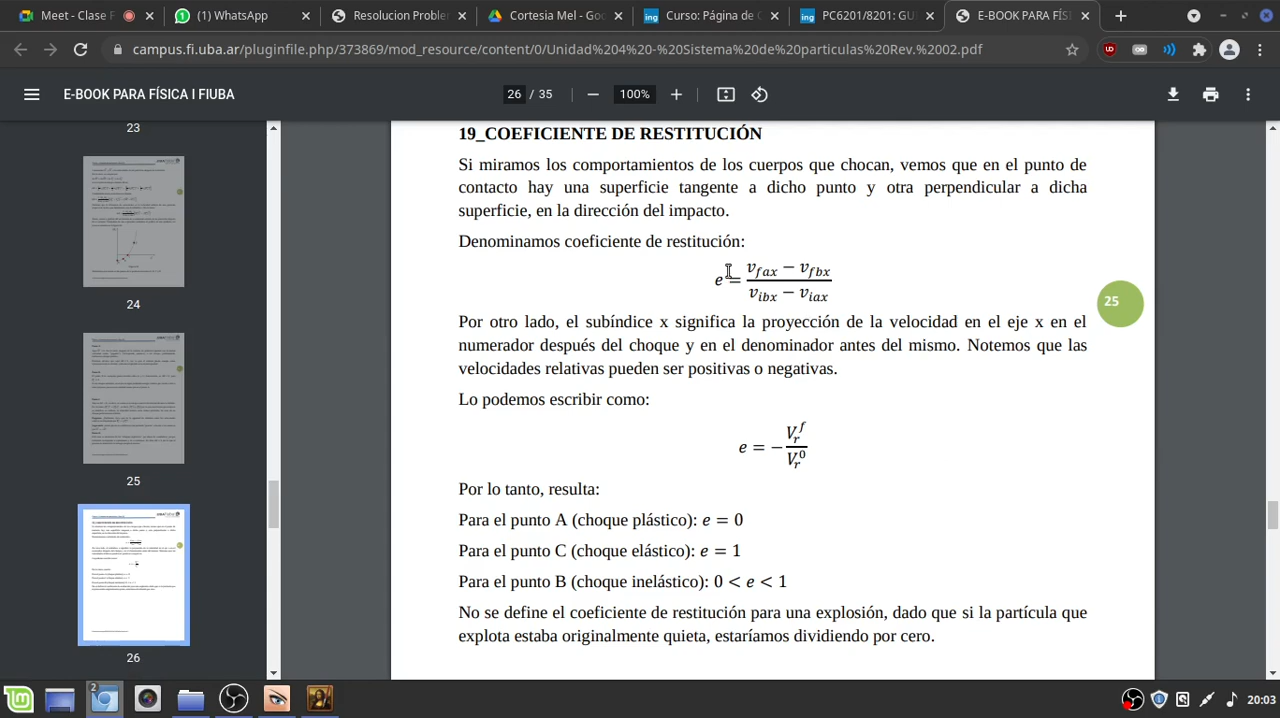 Meet - Clase F
(1) WhatsApp
Resolucion Proble
Cortesia Mel - Goo
Curso: Página de C
PC6201/8201: GU
E-BOOK PARA FÍSI
campus.fi.uba.ar/pluginfile.php/373869/mod_resource/content/0/Unidad%204%20-%20Sistema%20de%20particulas%20Rev.%2002.pdf
E-BOOK PARA FÍSICA I FIUBA
26 / 35
100%
23
24
25
26
19_COEFICIENTE DE RESTITUCIÓN
Si miramos los comportamientos de los cuerpos que chocan, vemos que en el punto de
contacto hay una superficie tangente a dicho punto y otra perpendicular a dicha
superficie, en la dirección del impacto.
Denominamos coeficiente de restitución:
e = (v_fax − v_fbx) / (v_ibx − v_iax)
25
Por otro lado, el subíndice x significa la proyección de la velocidad en el eje x en el
numerador despues del choque y en el denominador antes del mismo. Notemos que las
velocidades relativas pueden ser positivas o negativas.
Lo podemos escribir como:
e = − V_r^f / V_r^0
Por lo tanto, resulta:
Para el punto A (choque plástico): e = 0
Para el punto C (choque elástico): e = 1
Para el punto B (choque inelástico): 0 < e < 1
No se define el coeficiente de restitución para una explosión, dado que si la partícula que
explota estaba originalmente quieta, estaríamos dividiendo por cero.
2
20:03